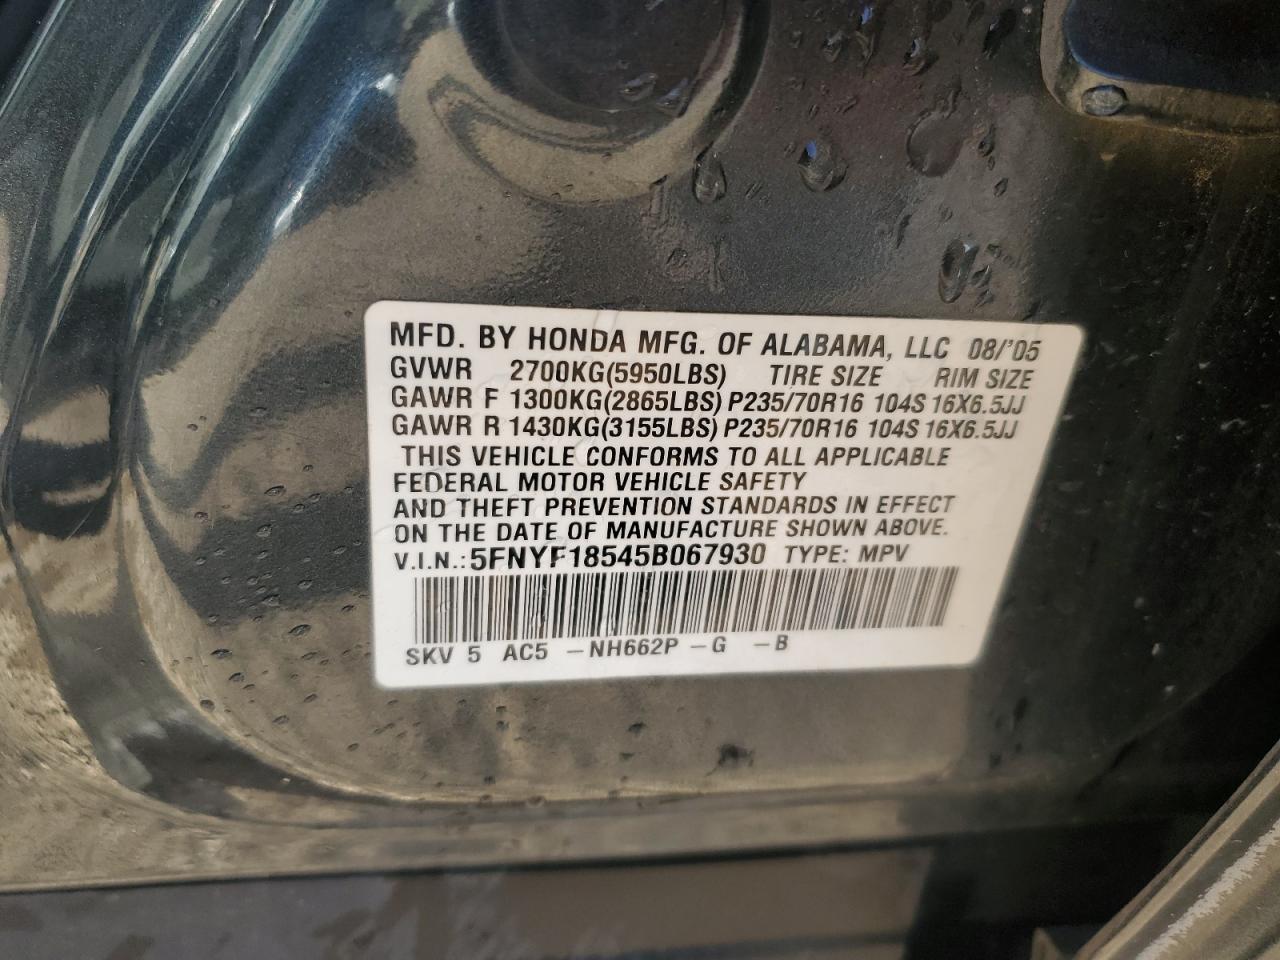 MFD. BY HONDA MFG. OF ALABAMA, LLC 08/'05
GVWR 2700KG(5950LBS) TIRE SIZE RIM SIZE
GAWR F 1300KG(2865LBS) P235/70R16 104S 16X6.5JJ
GAWR R 1430KG(3155LBS) P235/70R16 104S 16X6.5JJ
THIS VEHICLE CONFORMS TO ALL APPLICABLE
FEDERAL MOTOR VEHICLE SAFETY
AND THEFT PREVENTION STANDARDS IN EFFECT
ON THE DATE OF MANUFACTURE SHOWN ABOVE.
V.I.N.: 5FNYF18545B067930 TYPE: MPV
SKV 5 AC5 -NH662P -G -B